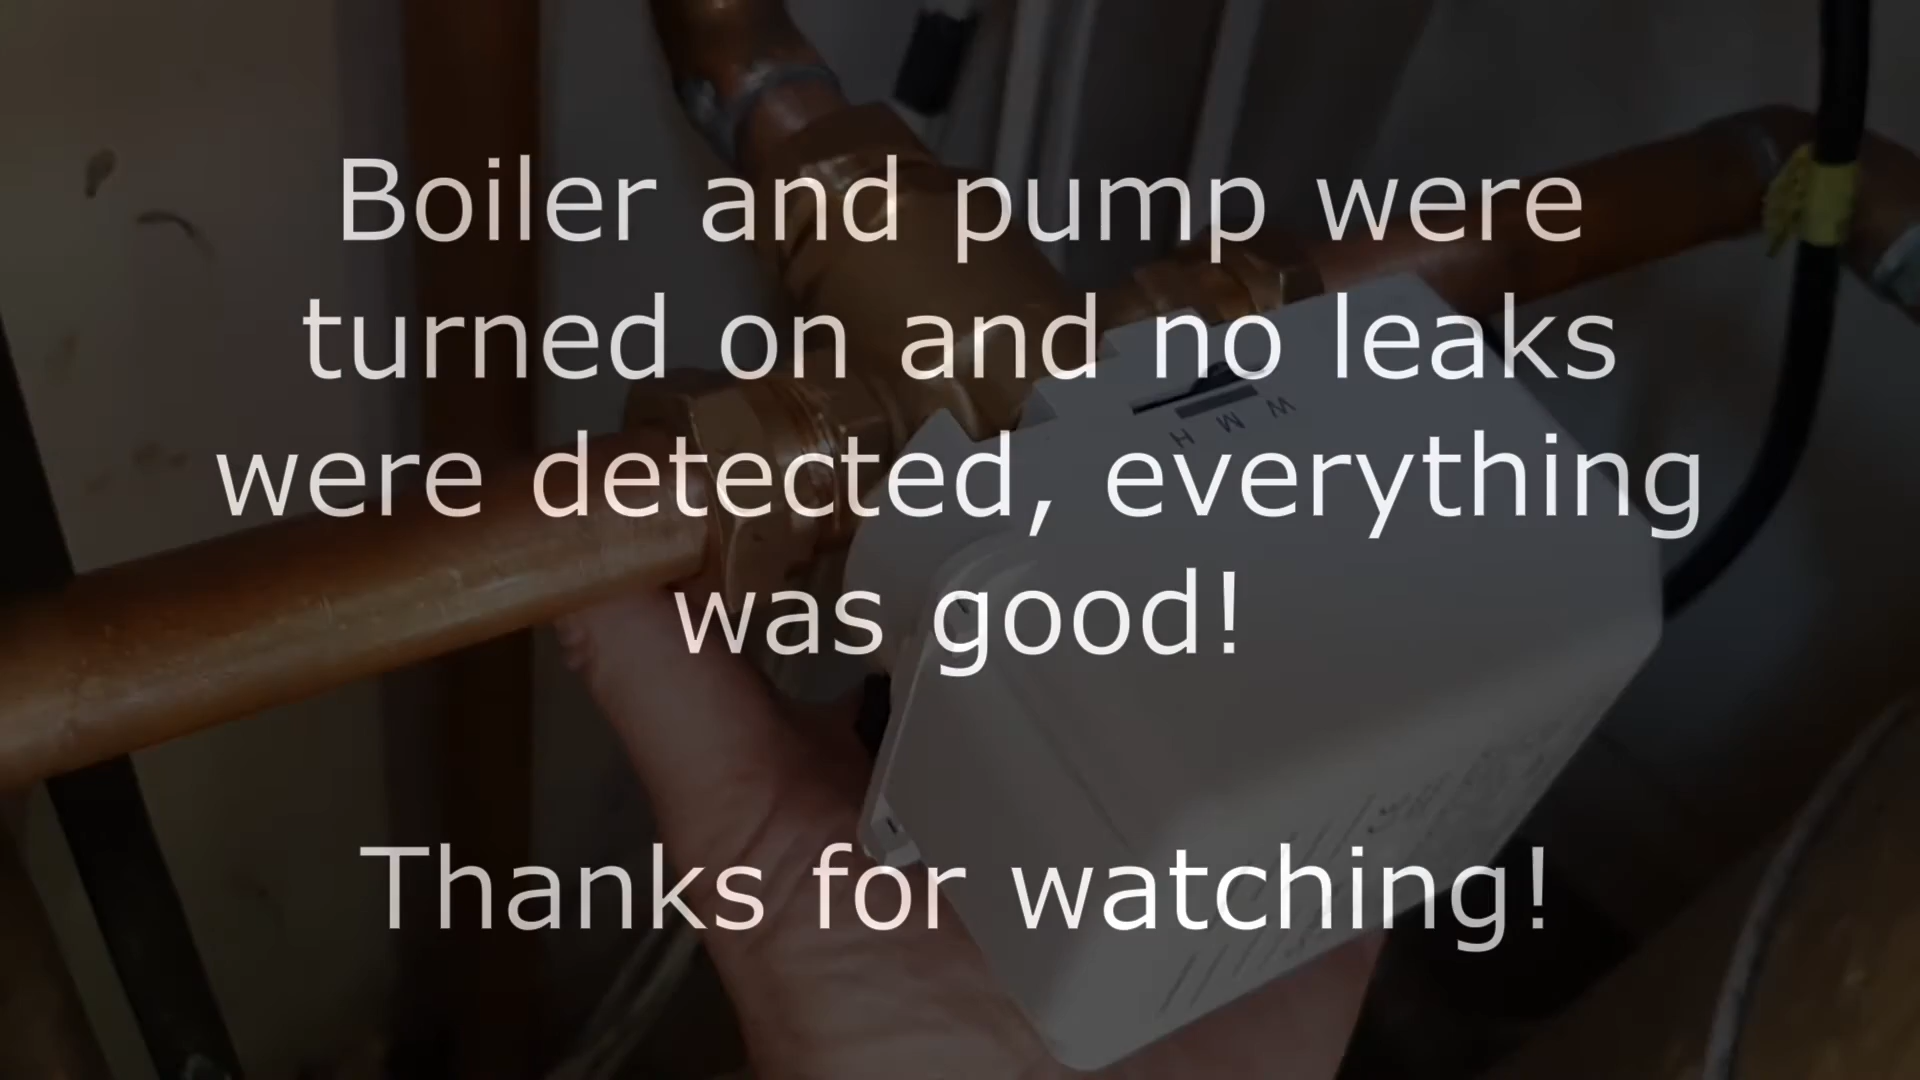 Boiler and pump were
turned on and no leaks
W
M
H
were detected, everything
was good!
Thanks for watching!